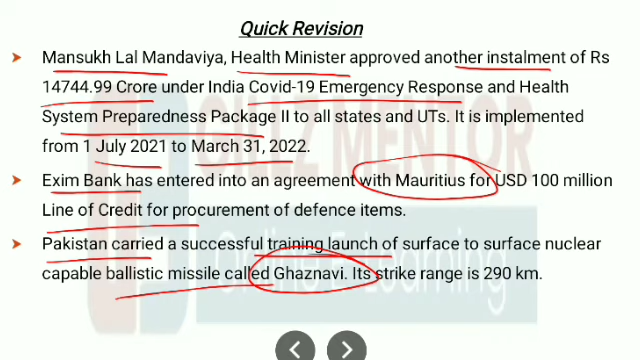 Quick Revision
➤ Mansukh Lal Mandaviya, Health Minister approved another instalment of Rs
14744.99 Crore under India Covid-19 Emergency Response and Health
System Preparedness Package II to all states and UTs. It is implemented
from 1 July 2021 to March 31, 2022.
➤ Exim Bank has entered into an agreement with Mauritius for USD 100 million
Line of Credit for procurement of defence items.
➤ Pakistan carried a successful training launch of surface to surface nuclear
capable ballistic missile called Ghaznavi. Its strike range is 290 km.